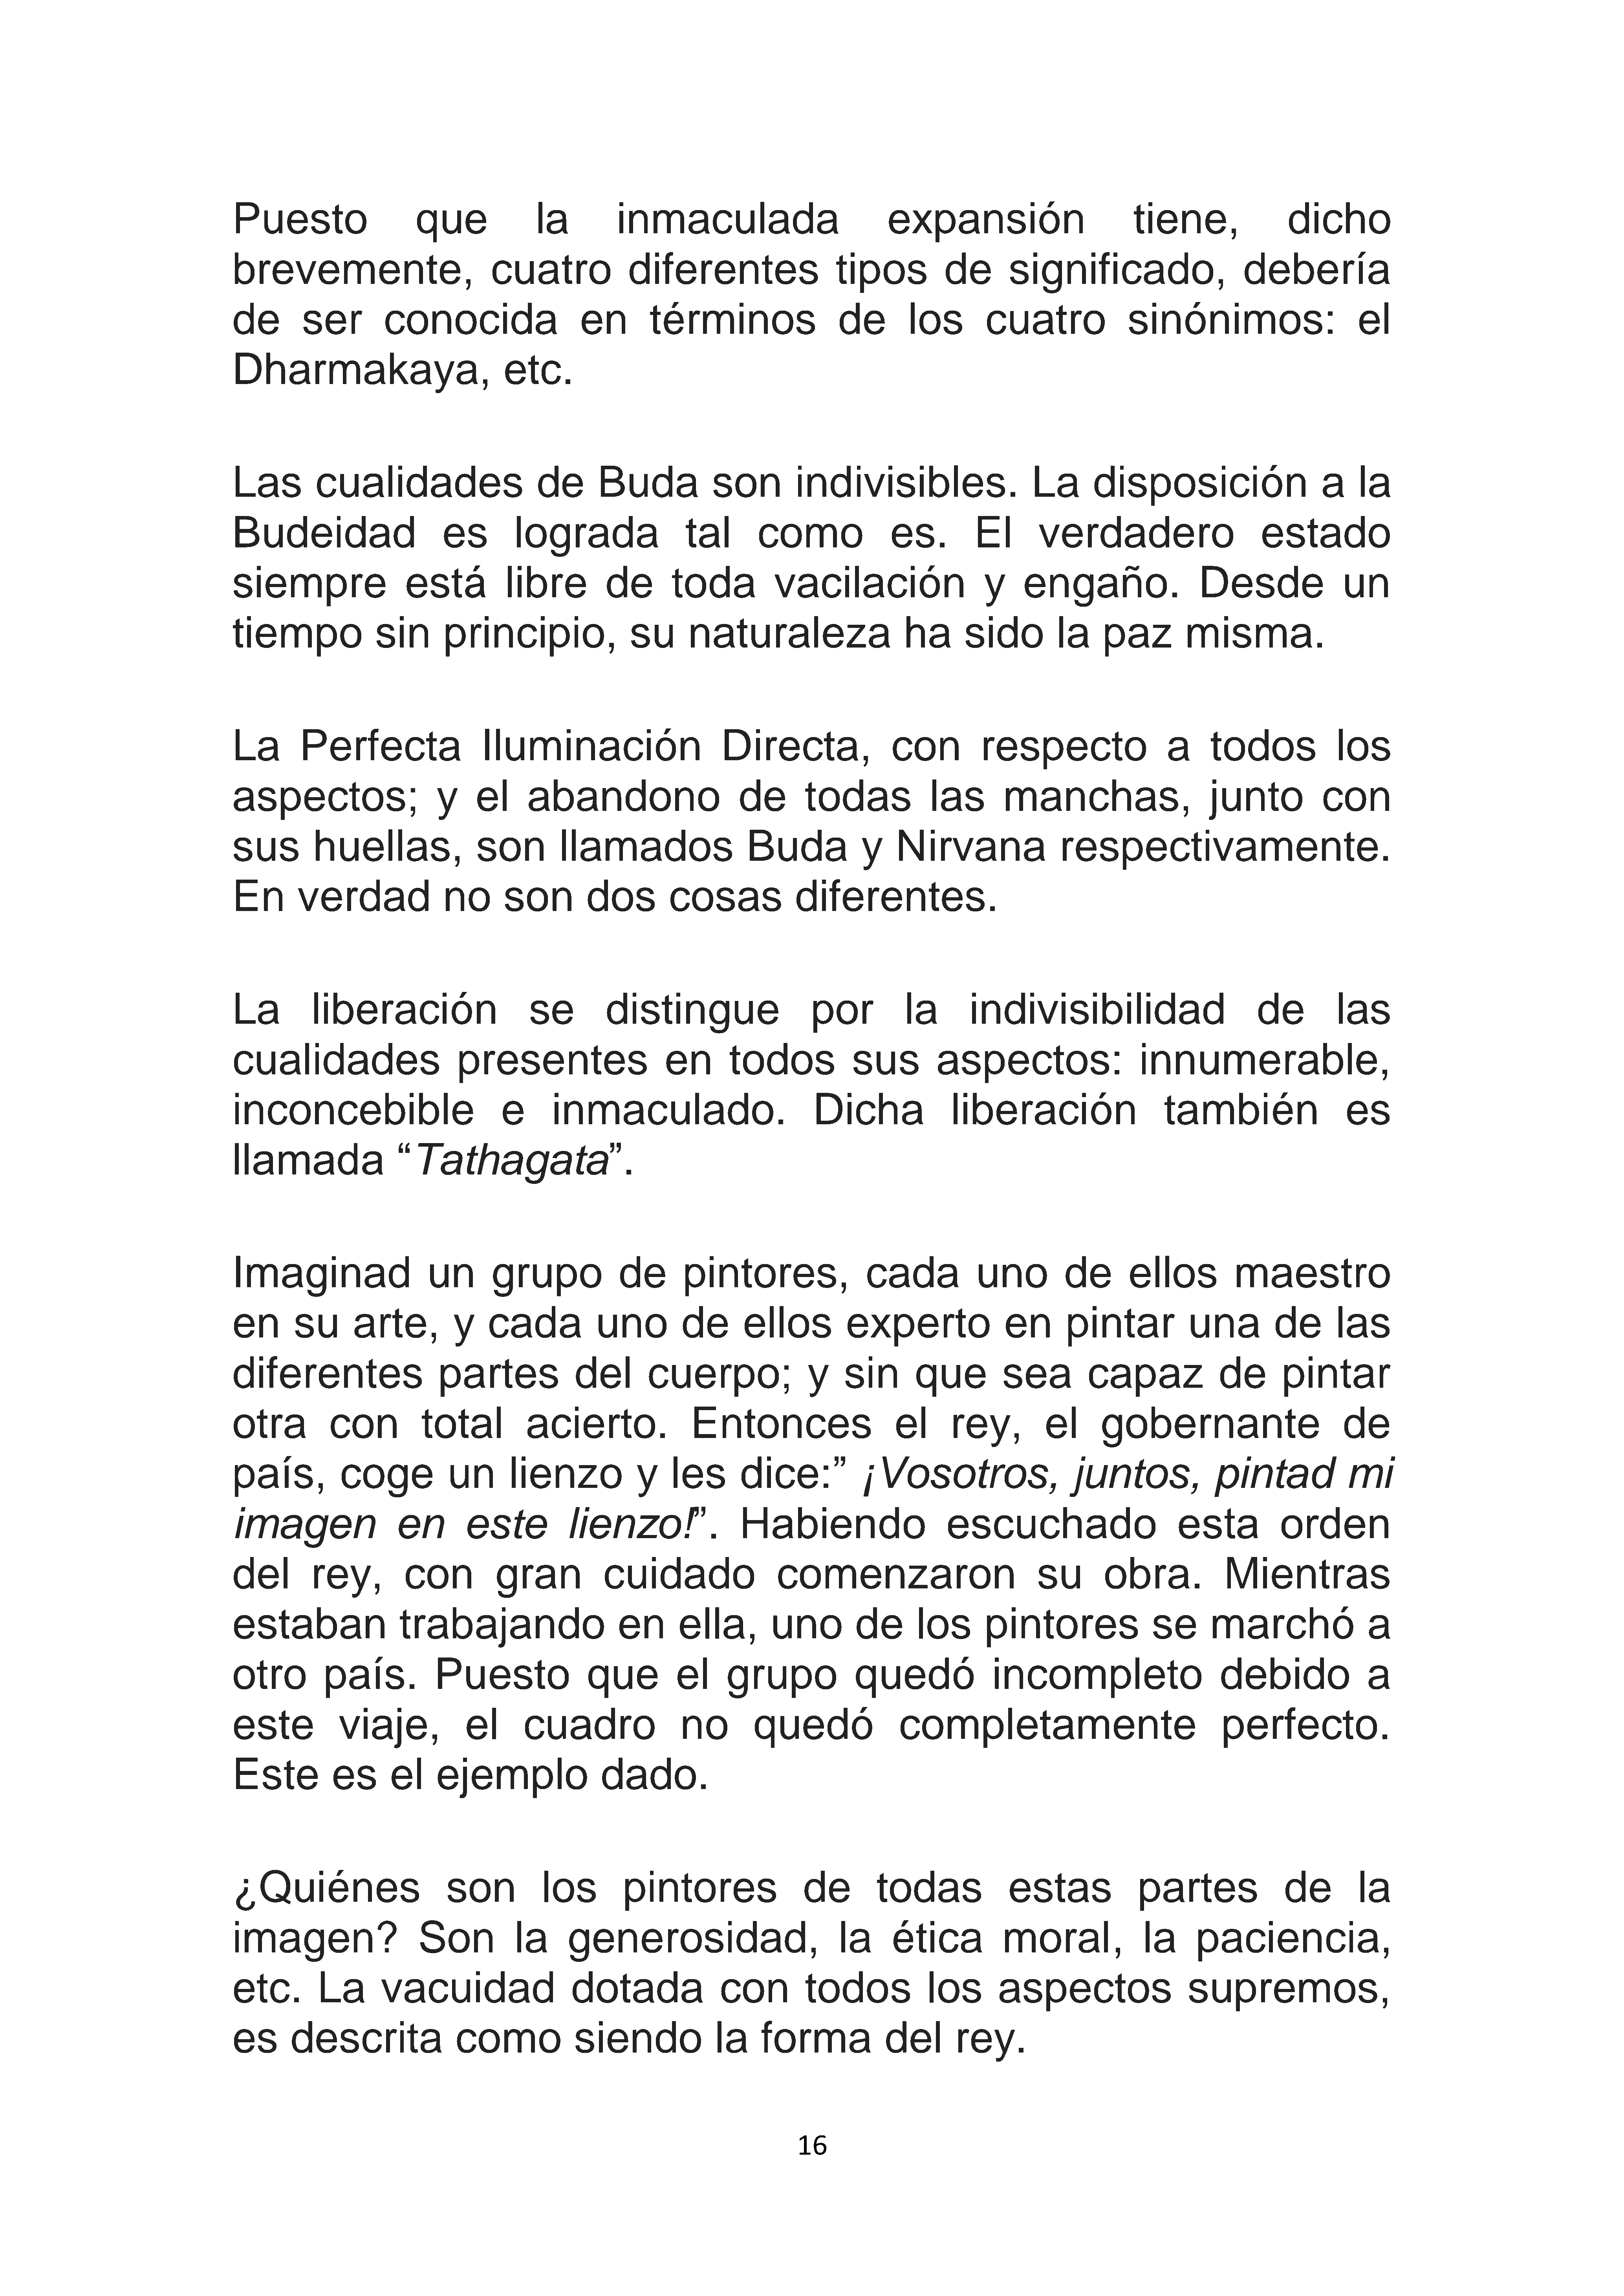 Puesto que la inmaculada expansión tiene, dicho
brevemente, cuatro diferentes tipos de significado, debería
de ser conocida en términos de los cuatro sinónimos: el
Dharmakaya, etc.
Las cualidades de Buda son indivisibles. La disposición a la
Budeidad es lograda tal como es. El verdadero estado
siempre está libre de toda vacilación y engaño. Desde un
tiempo sin principio, su naturaleza ha sido la paz misma.
La Perfecta Iluminación Directa, con respecto a todos los
aspectos; y el abandono de todas las manchas, junto con
sus huellas, son llamados Buda y Nirvana respectivamente.
En verdad no son dos cosas diferentes.
La liberación se distingue por la indivisibilidad de las
cualidades presentes en todos sus aspectos: innumerable,
inconcebible e inmaculado. Dicha liberación también es
llamada “Tathagata”.
Imaginad un grupo de pintores, cada uno de ellos maestro
en su arte, y cada uno de ellos experto en pintar una de las
diferentes partes del cuerpo; y sin que sea capaz de pintar
otra con total acierto. Entonces el rey, el gobernante de
país, coge un lienzo y les dice:” ¡Vosotros, juntos, pintad mi
imagen en este lienzo!”. Habiendo escuchado esta orden
del rey, con gran cuidado comenzaron su obra. Mientras
estaban trabajando en ella, uno de los pintores se marchó a
otro país. Puesto que el grupo quedó incompleto debido a
este viaje, el cuadro no quedó completamente perfecto.
Este es el ejemplo dado.
¿Quiénes son los pintores de todas estas partes de la
imagen? Son la generosidad, la ética moral, la paciencia,
etc. La vacuidad dotada con todos los aspectos supremos,
es descrita como siendo la forma del rey.
16